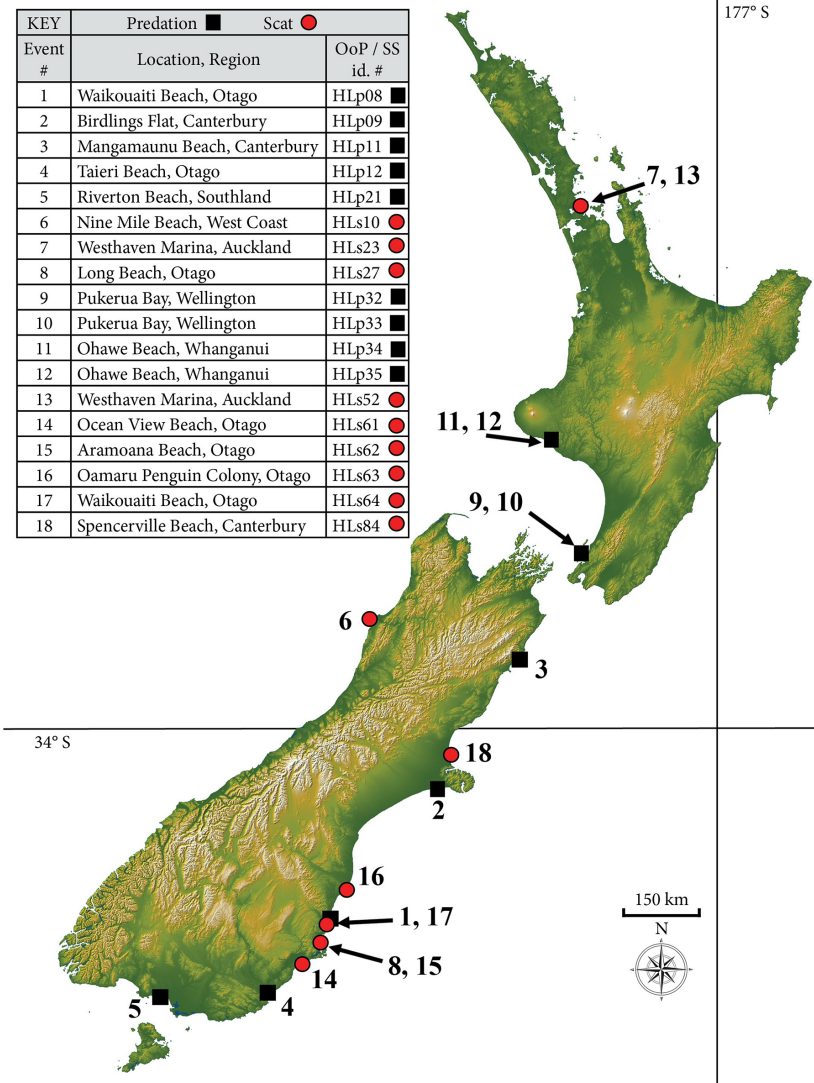 KEY Predation Scat
Event # Location, Region OoP / SS id. #
1 Waikouaiti Beach, Otago HLp08
2 Birdlings Flat, Canterbury HLp09
3 Mangamaunu Beach, Canterbury HLp11
4 Taieri Beach, Otago HLp12
5 Riverton Beach, Southland HLp21
6 Nine Mile Beach, West Coast HLs10
7 Westhaven Marina, Auckland HLs23
8 Long Beach, Otago HLs27
9 Pukerua Bay, Wellington HLp32
10 Pukerua Bay, Wellington HLp33
11 Ohawe Beach, Whanganui HLp34
12 Ohawe Beach, Whanganui HLp35
13 Westhaven Marina, Auckland HLs52
14 Ocean View Beach, Otago HLs61
15 Aramoana Beach, Otago HLs62
16 Oamaru Penguin Colony, Otago HLs63
17 Waikouaiti Beach, Otago HLs64
18 Spencerville Beach, Canterbury HLs84
177° S
7, 13
11, 12
9, 10
6
3
34° S
18
2
16
1, 17
8, 15
14
4
5
150 km
N